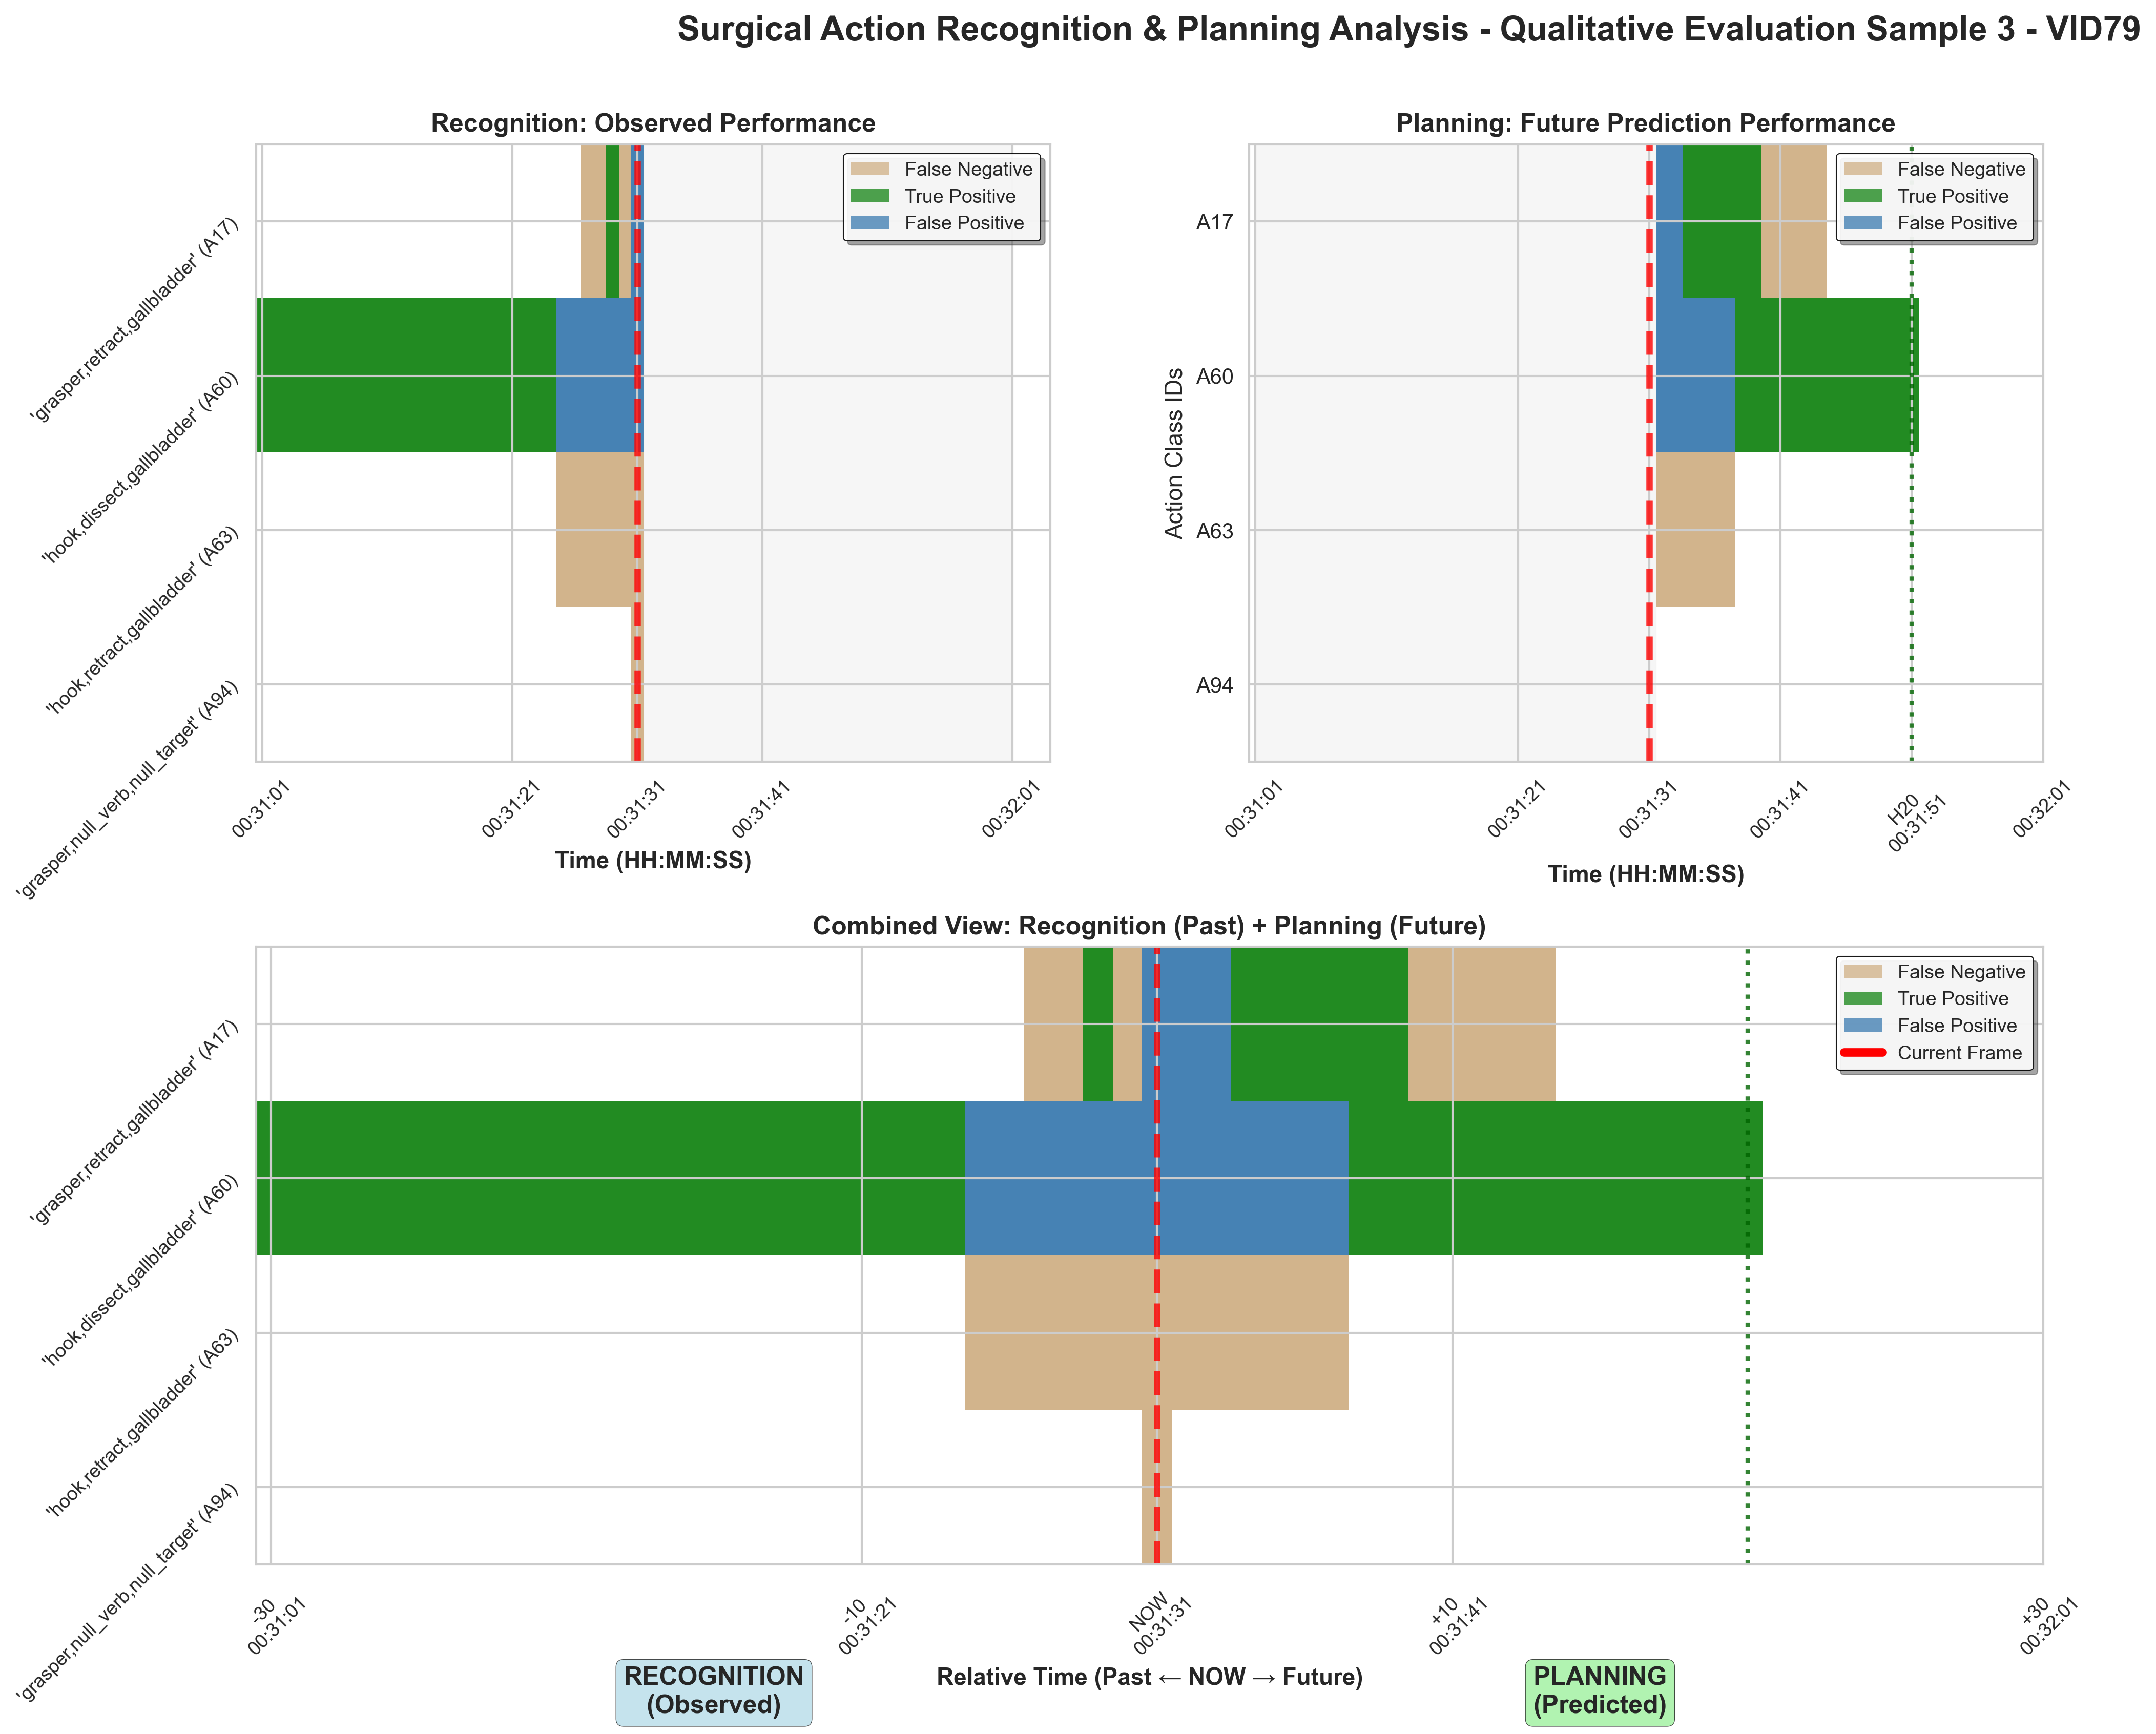 Surgical Action Recognition & Planning Analysis - Qualitative Evaluation Sample 3 - VID79
Recognition: Observed Performance
False Negative
True Positive
False Positive
'grasper,retract,gallbladder' (A17)
'hook,dissect,gallbladder' (A60)
'hook,retract,gallbladder' (A63)
'grasper,null_verb,null_target' (A94)
00:31:01
00:31:21
00:31:31
00:31:41
00:32:01
Time (HH:MM:SS)
Planning: Future Prediction Performance
False Negative
True Positive
False Positive
Action Class IDs
A17
A60
A63
A94
00:31:01
00:31:21
00:31:31
00:31:41
H20
00:31:51
00:32:01
Time (HH:MM:SS)
Combined View: Recognition (Past) + Planning (Future)
False Negative
True Positive
False Positive
Current Frame
'grasper,retract,gallbladder' (A17)
'hook,dissect,gallbladder' (A60)
'hook,retract,gallbladder' (A63)
'grasper,null_verb,null_target' (A94)
-30
00:31:01
-10
00:31:21
NOW
00:31:31
+10
00:31:41
+30
00:32:01
Relative Time (Past ← NOW → Future)
RECOGNITION
(Observed)
PLANNING
(Predicted)